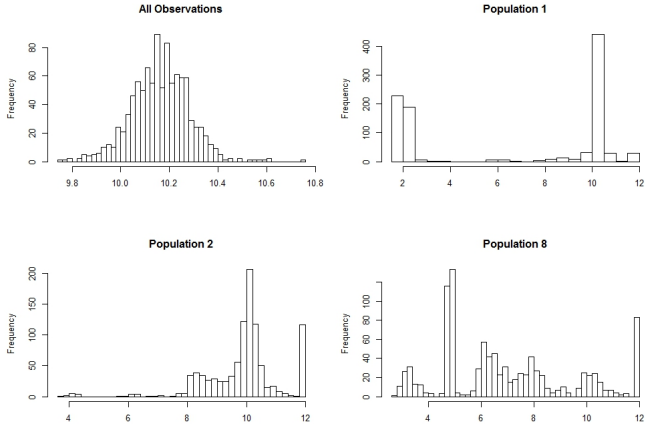 All Observations
Frequency
80
60
40
20
0
9.8 10.0 10.2 10.4 10.6 10.8
Population 1
Frequency
400
300
200
100
0
2 4 6 8 10 12
Population 2
Frequency
200
150
100
50
0
4 6 8 10 12
Population 8
Frequency
80 100
60
40
20
0
4 6 8 10 12